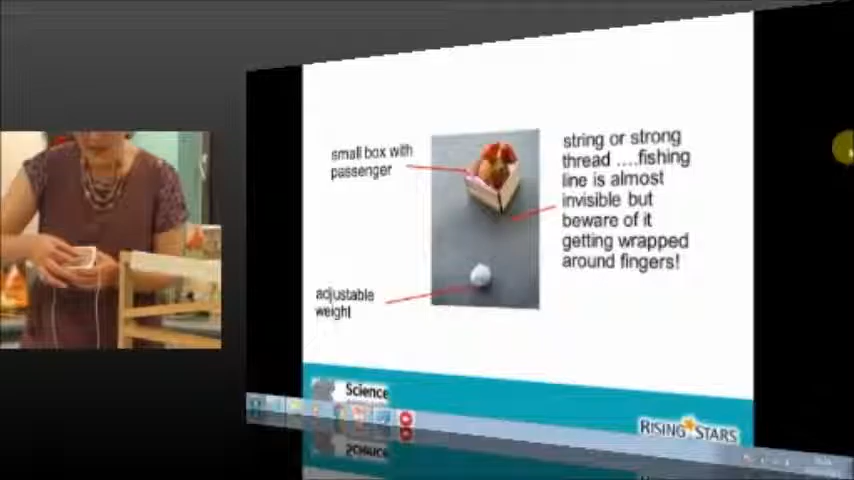 small box with
passenger
string or strong
thread ....fishing
line is almost
invisible but
beware of it
getting wrapped
around fingers!
adjustable
weight
Science
RISING STARS